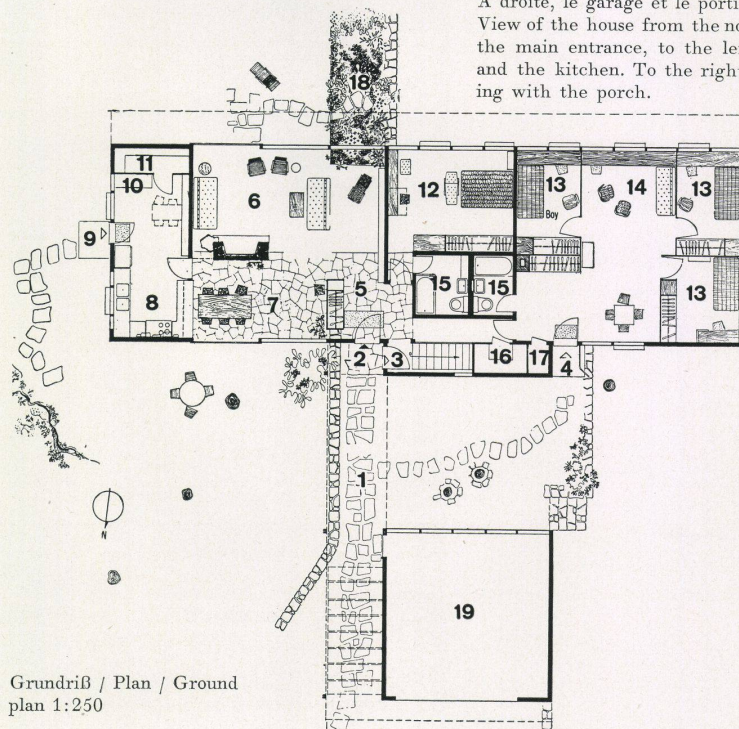 A droite, le garage et le porti
View of the house from the no
the main entrance, to the le
and the kitchen. To the right
ing with the porch.
18
11
10
6
12
13
Boy
14
13
9
8
7
5
15
15
13
2
3
16
17
4
1
N
19
Grundriß / Plan / Ground
plan 1:250